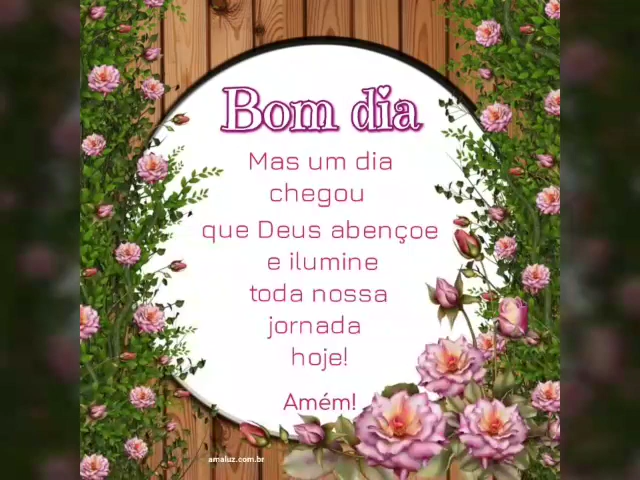 Bom dia
Mas um dia
chegou
que Deus abençoe
e ilumine
toda nossa
jornada
hoje!
Amém!
amaluz.com.br